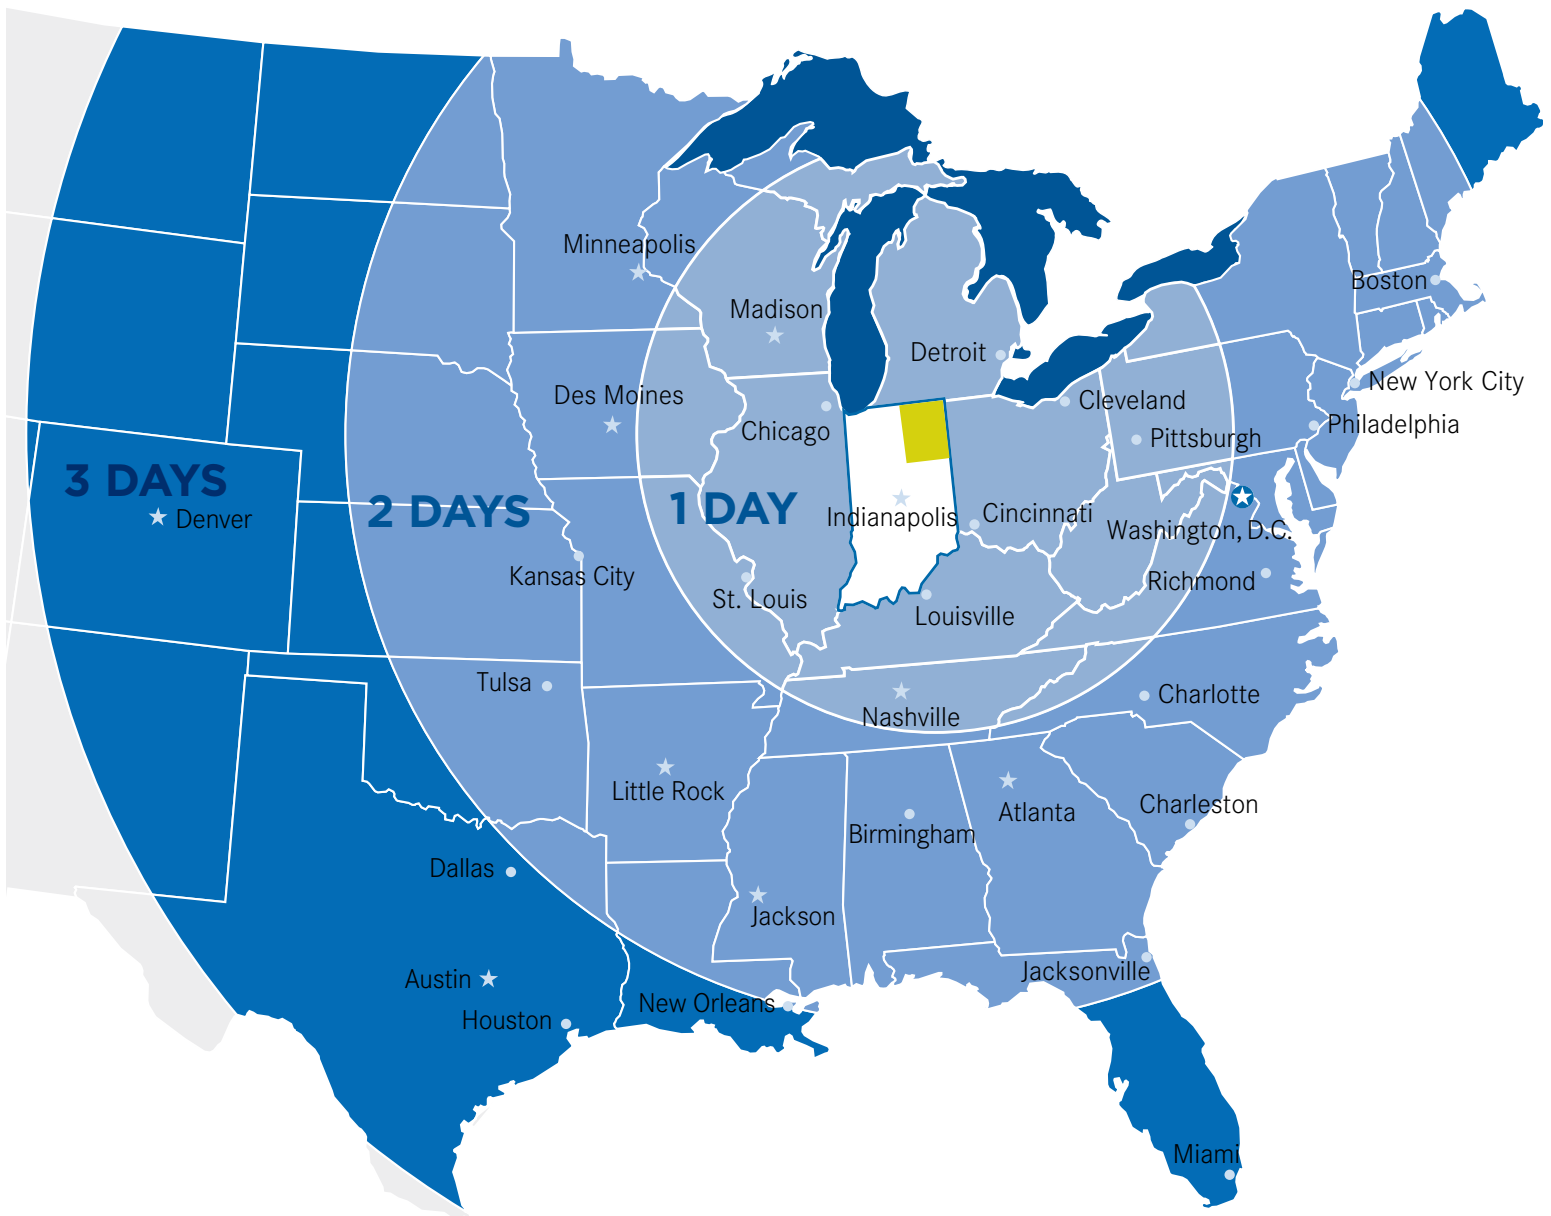 Minneapolis
Boston
Madison
Detroit
New York City
Des Moines
Cleveland
Chicago
Philadelphia
Pittsburgh
3 DAYS
2 DAYS
1 DAY
Denver
Indianapolis
Cincinnati
Washington, D.C.
Kansas City
Richmond
St. Louis
Louisville
Tulsa
Charlotte
Nashville
Little Rock
Charleston
Atlanta
Birmingham
Dallas
Jackson
Jacksonville
Austin
New Orleans
Houston
Miami